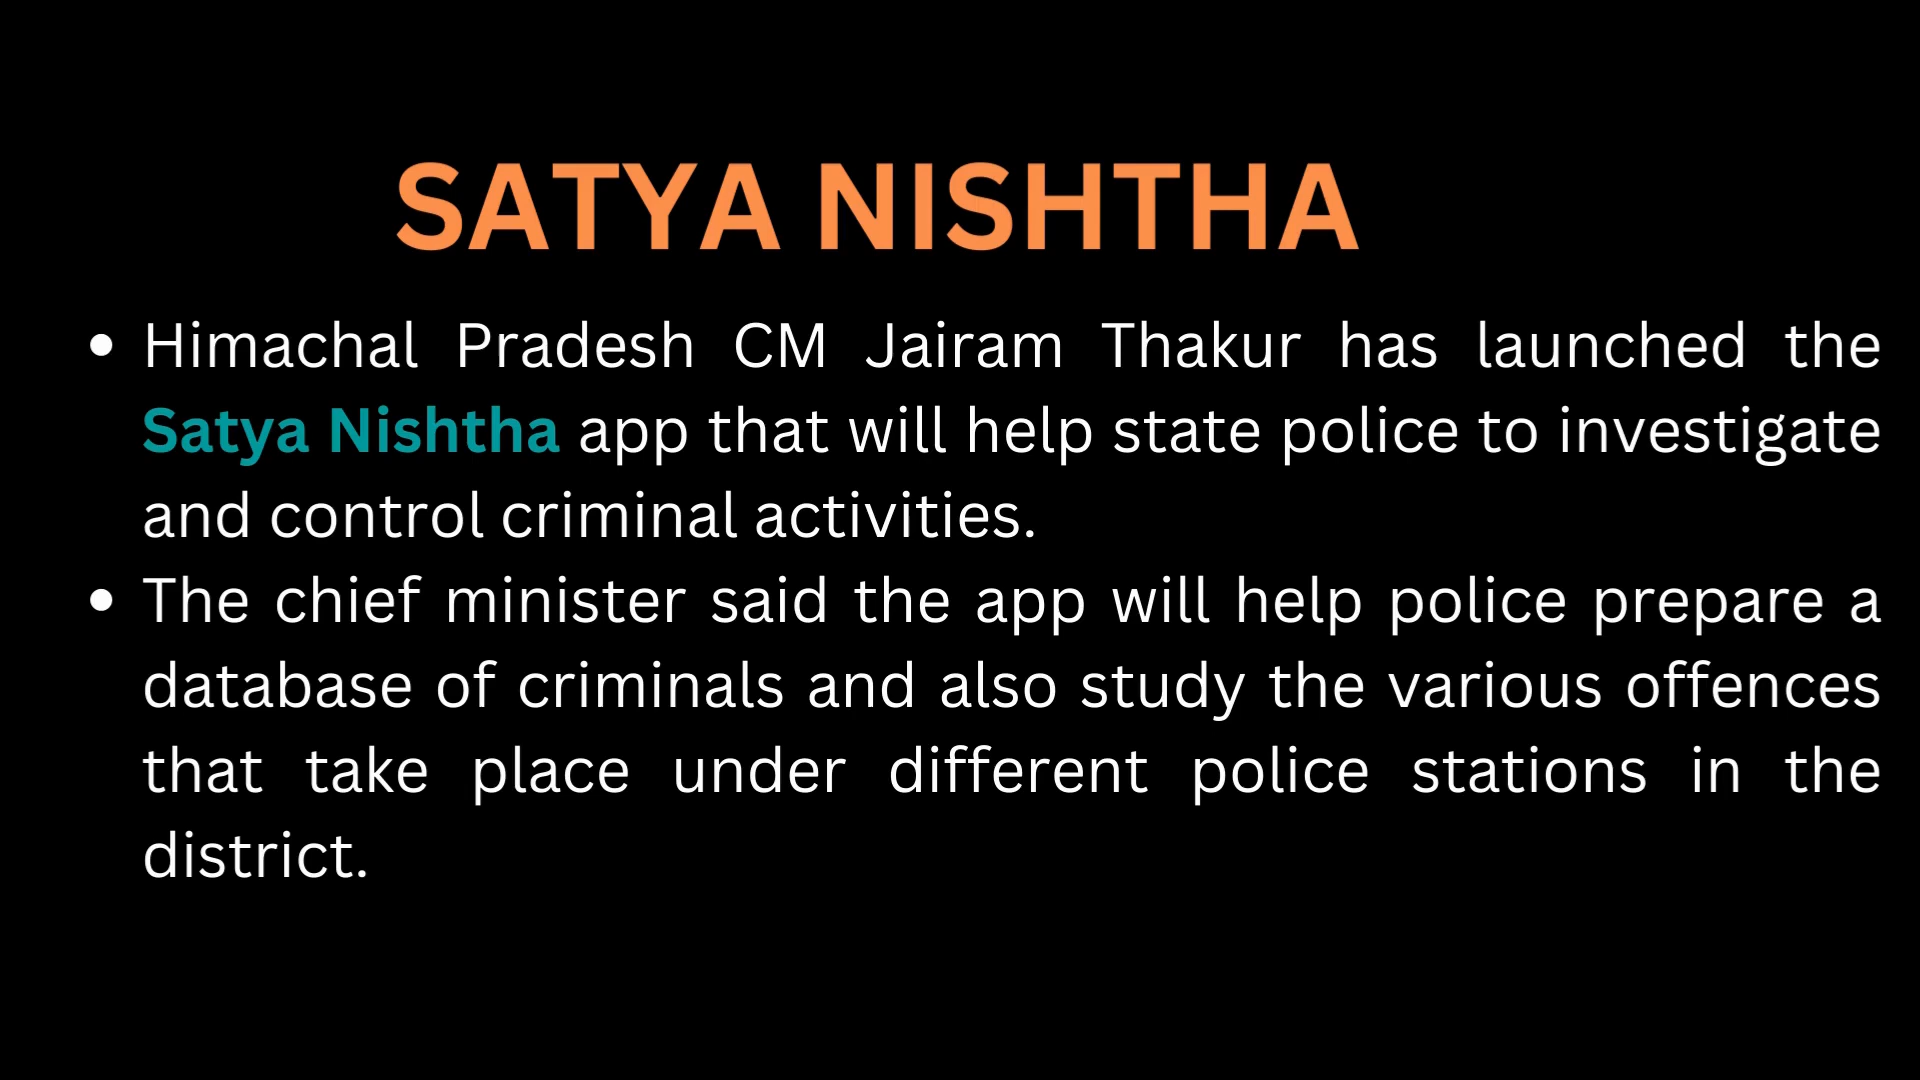 SATYA NISHTHA
• Himachal Pradesh CM Jairam Thakur has launched the
Satya Nishtha app that will help state police to investigate
and control criminal activities.
• The chief minister said the app will help police prepare a
database of criminals and also study the various offences
that take place under different police stations in the
district.